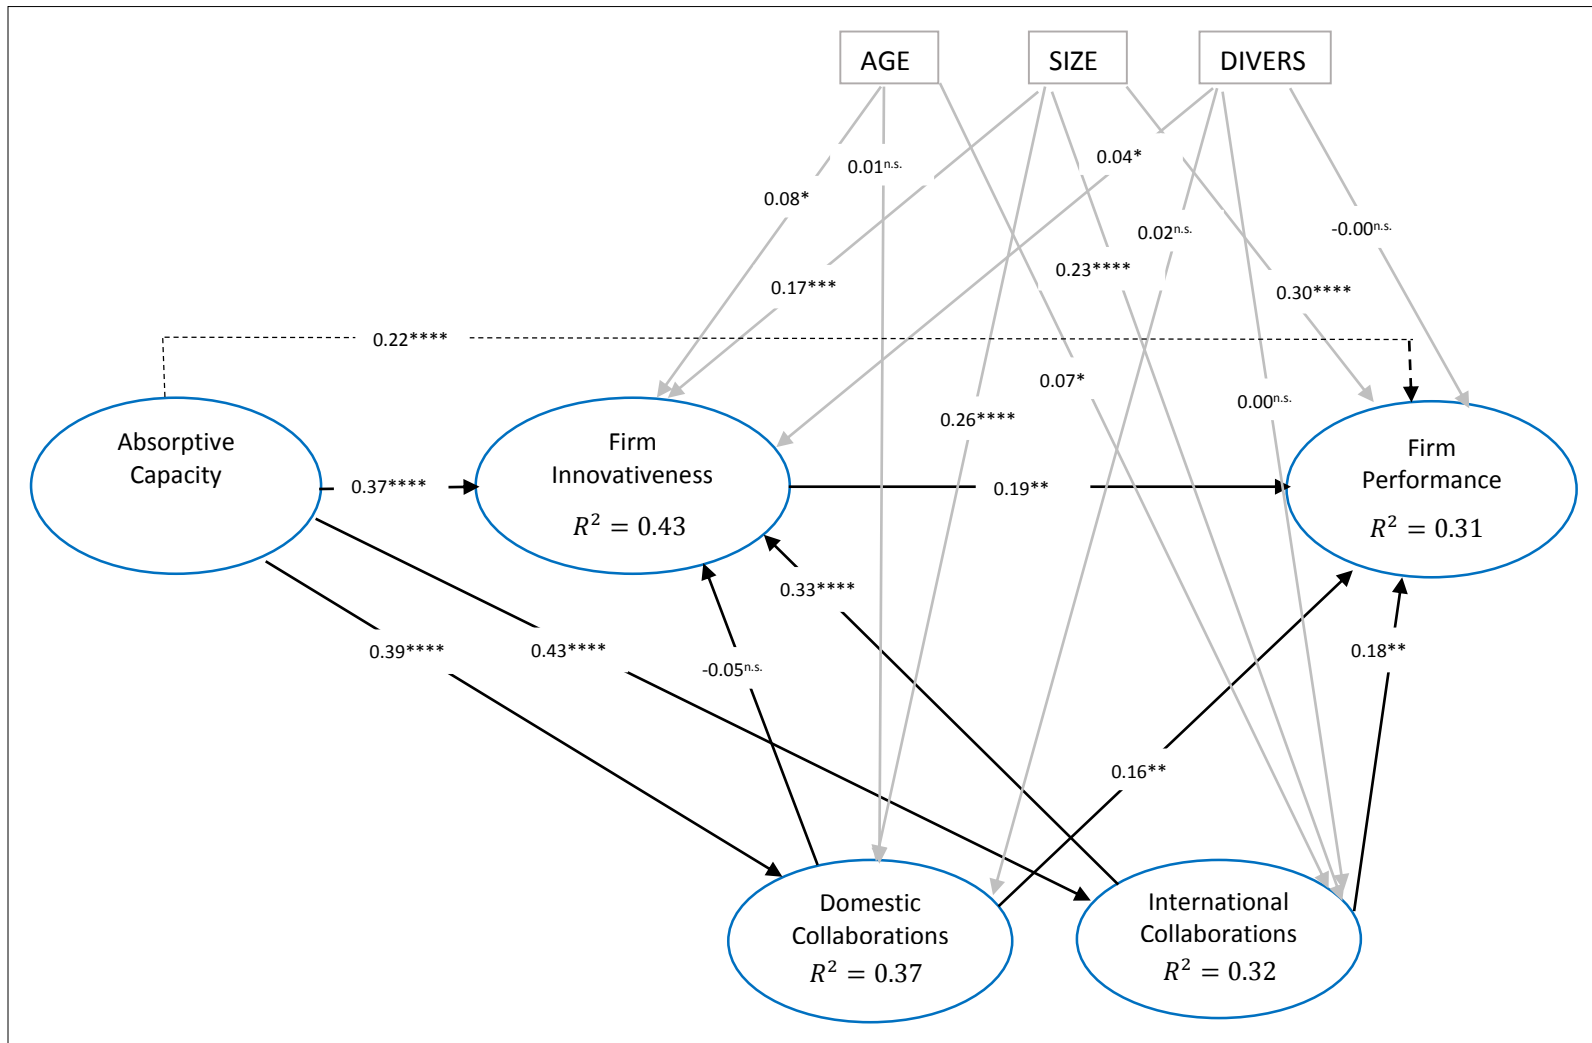 AGE
SIZE
DIVERS
0.04*
0.01n.s.
0.08*
0.02n.s.
-0.00n.s.
0.23****
0.17***
0.30****
0.22****
0.07*
0.00n.s.
0.26****
Absorptive
Capacity
Firm
Innovativeness
R² = 0.43
Firm
Performance
R² = 0.31
0.37****
0.19**
0.33****
0.39****
0.43****
-0.05n.s.
0.18**
0.16**
Domestic
Collaborations
R² = 0.37
International
Collaborations
R² = 0.32